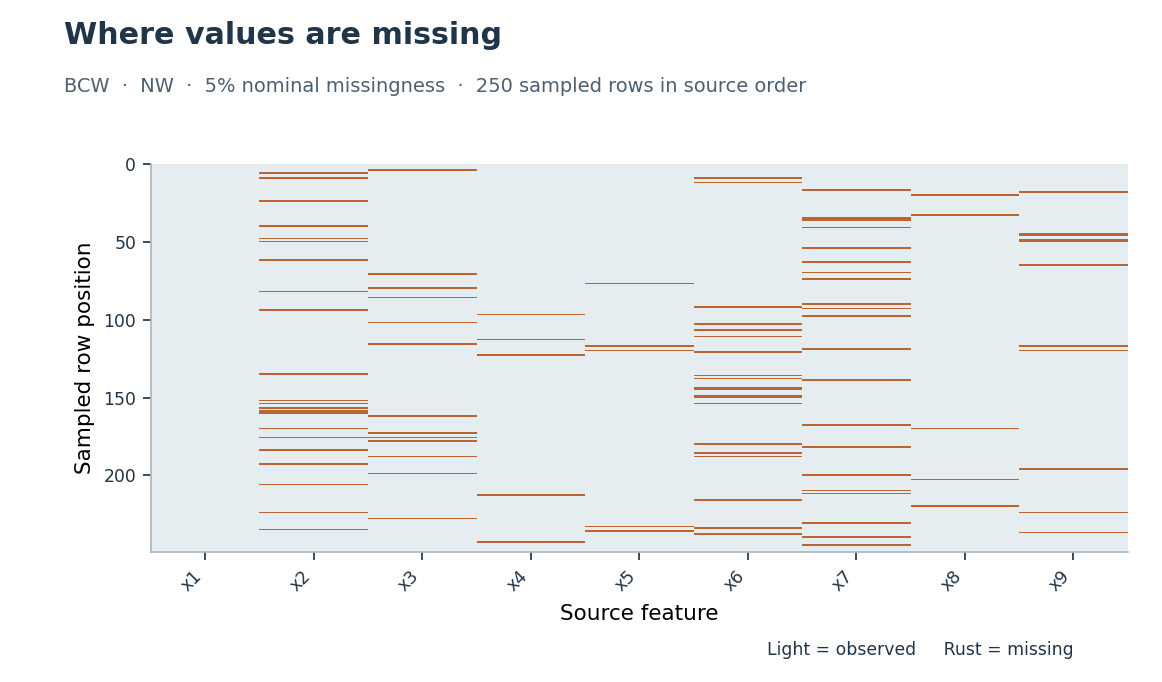 Where values are missing
BCW · NW · 5% nominal missingness · 250 sampled rows in source order
0
50
100
150
200
Sampled row position
x1 x2 x3 x4 x5 x6 x7 x8 x9
Source feature
Light = observed Rust = missing